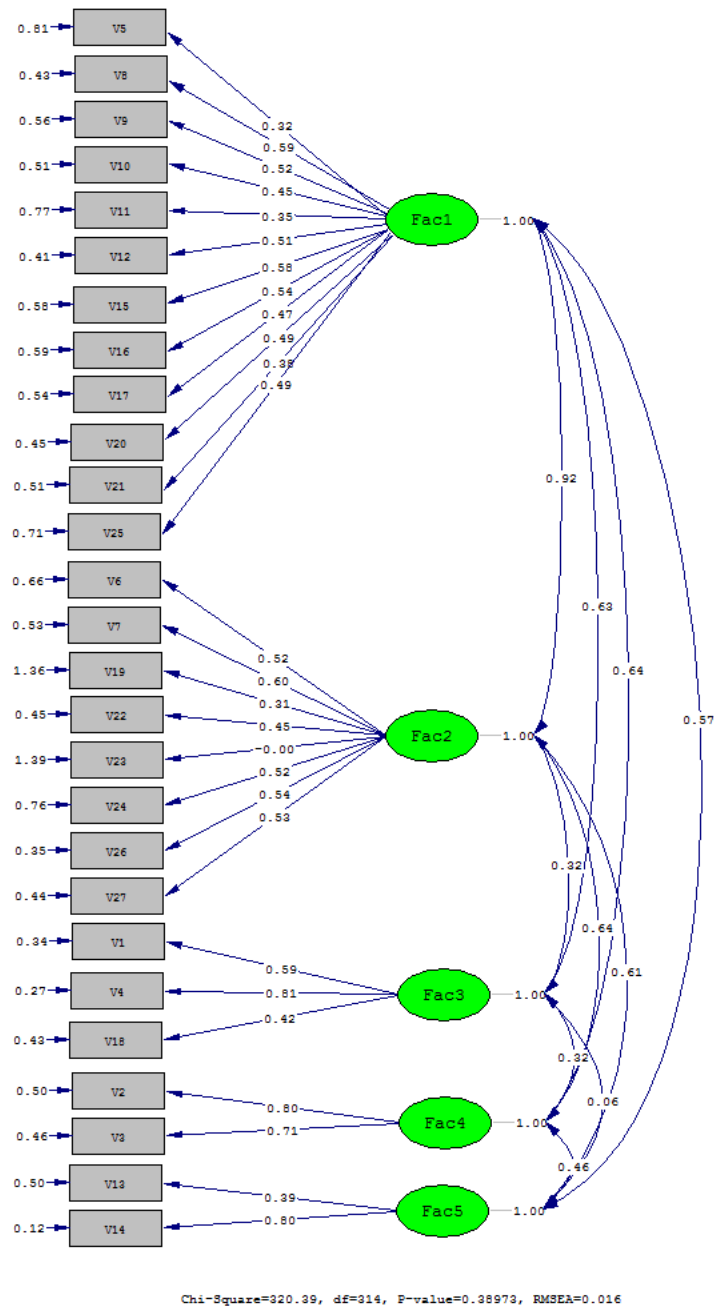 0.81 V5
0.43 V8
0.56 V9
0.51 V10
0.77 V11
0.41 V12
0.58 V15
0.59 V16
0.54 V17
0.45 V20
0.51 V21
0.71 V25
0.32
0.59
0.52
0.45
0.35
0.51
0.58
0.54
0.47
0.49
0.38
0.49
Fac1 1.00
0.66 V6
0.53 V7
1.36 V19
0.45 V22
1.39 V23
0.76 V24
0.35 V26
0.44 V27
0.52
0.60
0.31
0.45
-0.00
0.52
0.54
0.53
Fac2 1.00
0.34 V1
0.27 V4
0.43 V18
0.59
0.81
0.42
Fac3 1.00
0.50 V2
0.46 V3
0.80
0.71
Fac4 1.00
0.50 V13
0.12 V14
0.39
0.80
Fac5 1.00
0.92
0.63
0.64
0.57
0.32
0.64
0.61
0.32
0.06
0.46
Chi-Square=320.39, df=314, P-value=0.38973, RMSEA=0.016